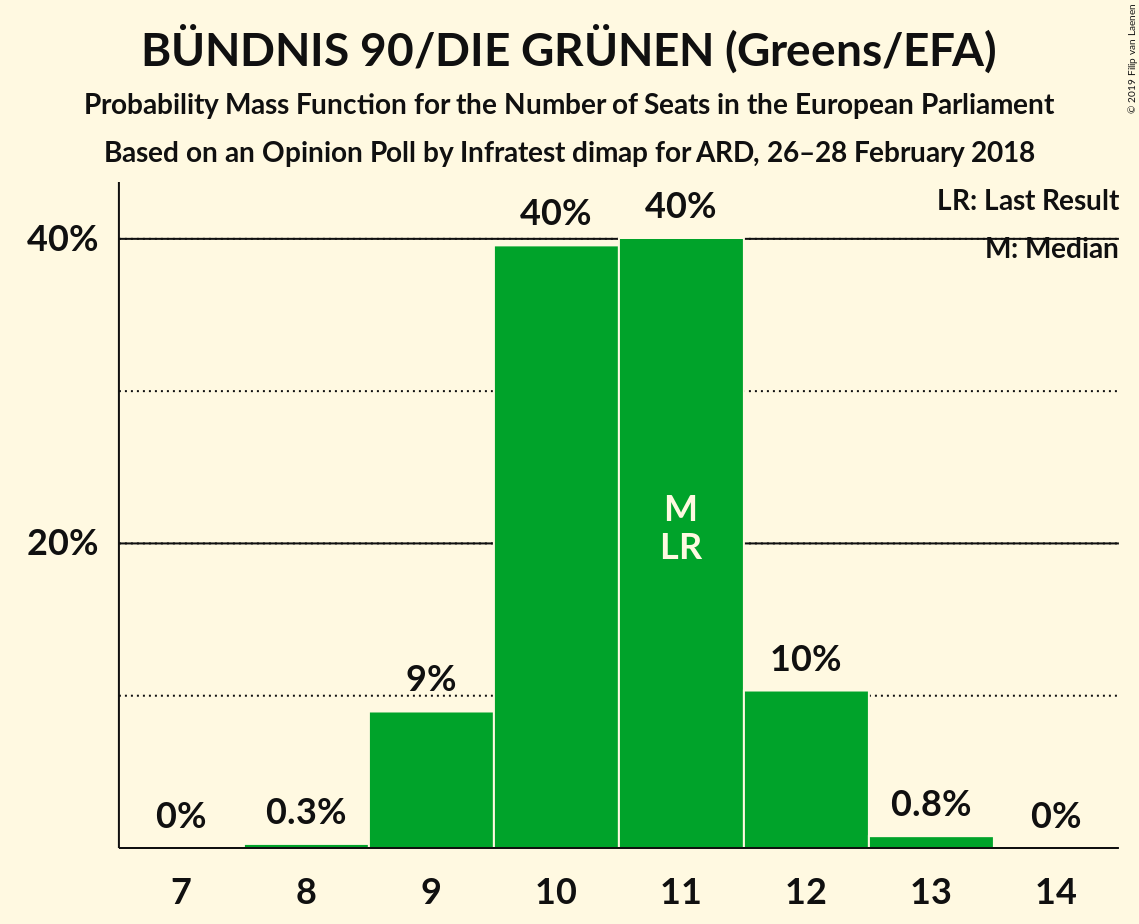 BÜNDNIS 90/DIE GRÜNEN (Greens/EFA)
Probability Mass Function for the Number of Seats in the European Parliament
Based on an Opinion Poll by Infratest dimap for ARD, 26–28 February 2018
© 2019 Filip van Laenen
LR: Last Result
M: Median
40%
20%
0%
0.3%
9%
40%
40%
10%
0.8%
0%
M
LR
7 8 9 10 11 12 13 14